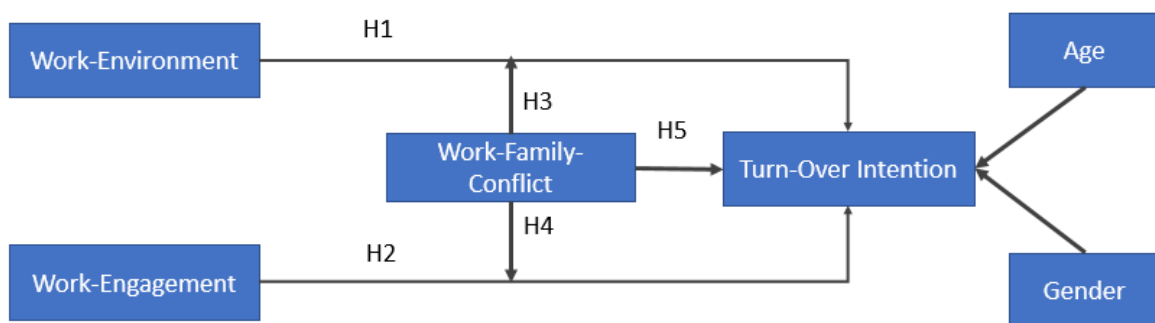 H1
Work-Environment
Age
H3
H5
Work-Family-
Conflict
Turn-Over Intention
H4
H2
Work-Engagement
Gender